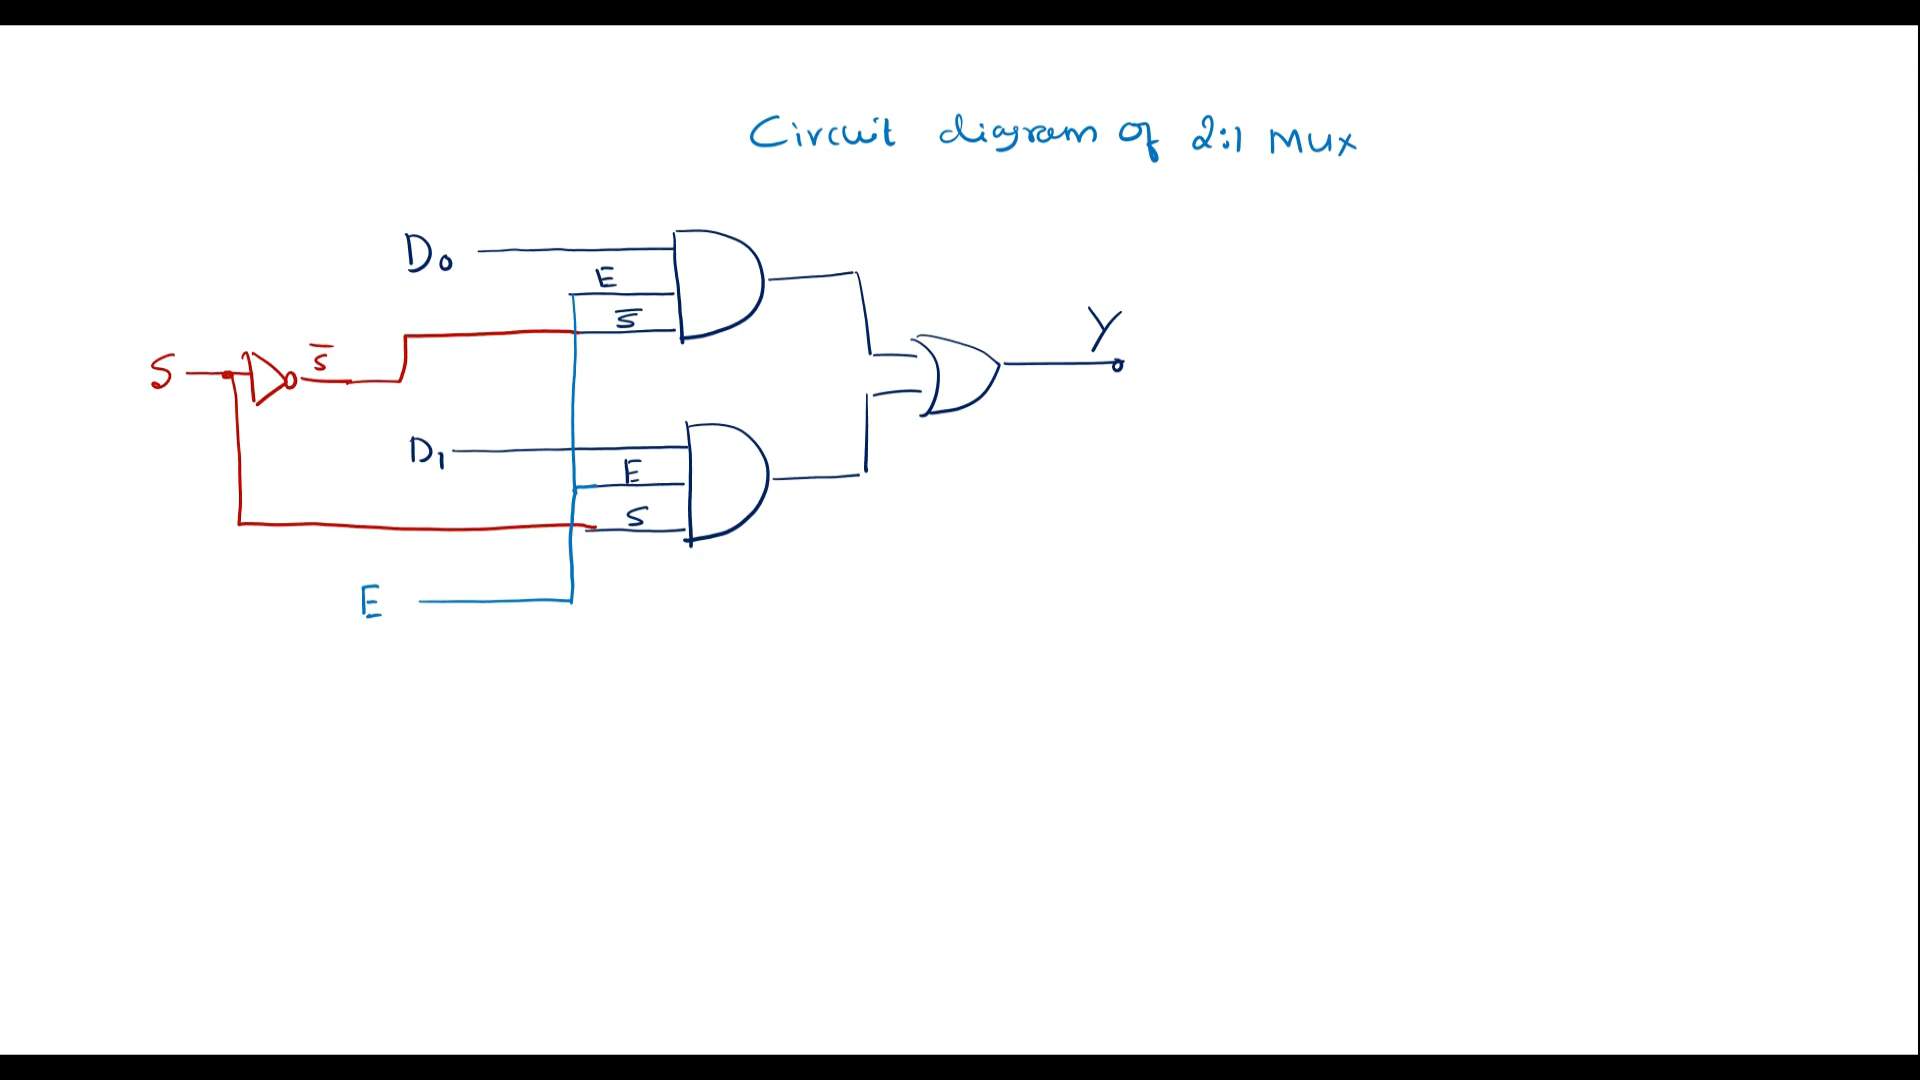 Circuit diagram of 2:1 Mux
D₀
E
S̅
Y
S
S̅
D₁
E
S
E